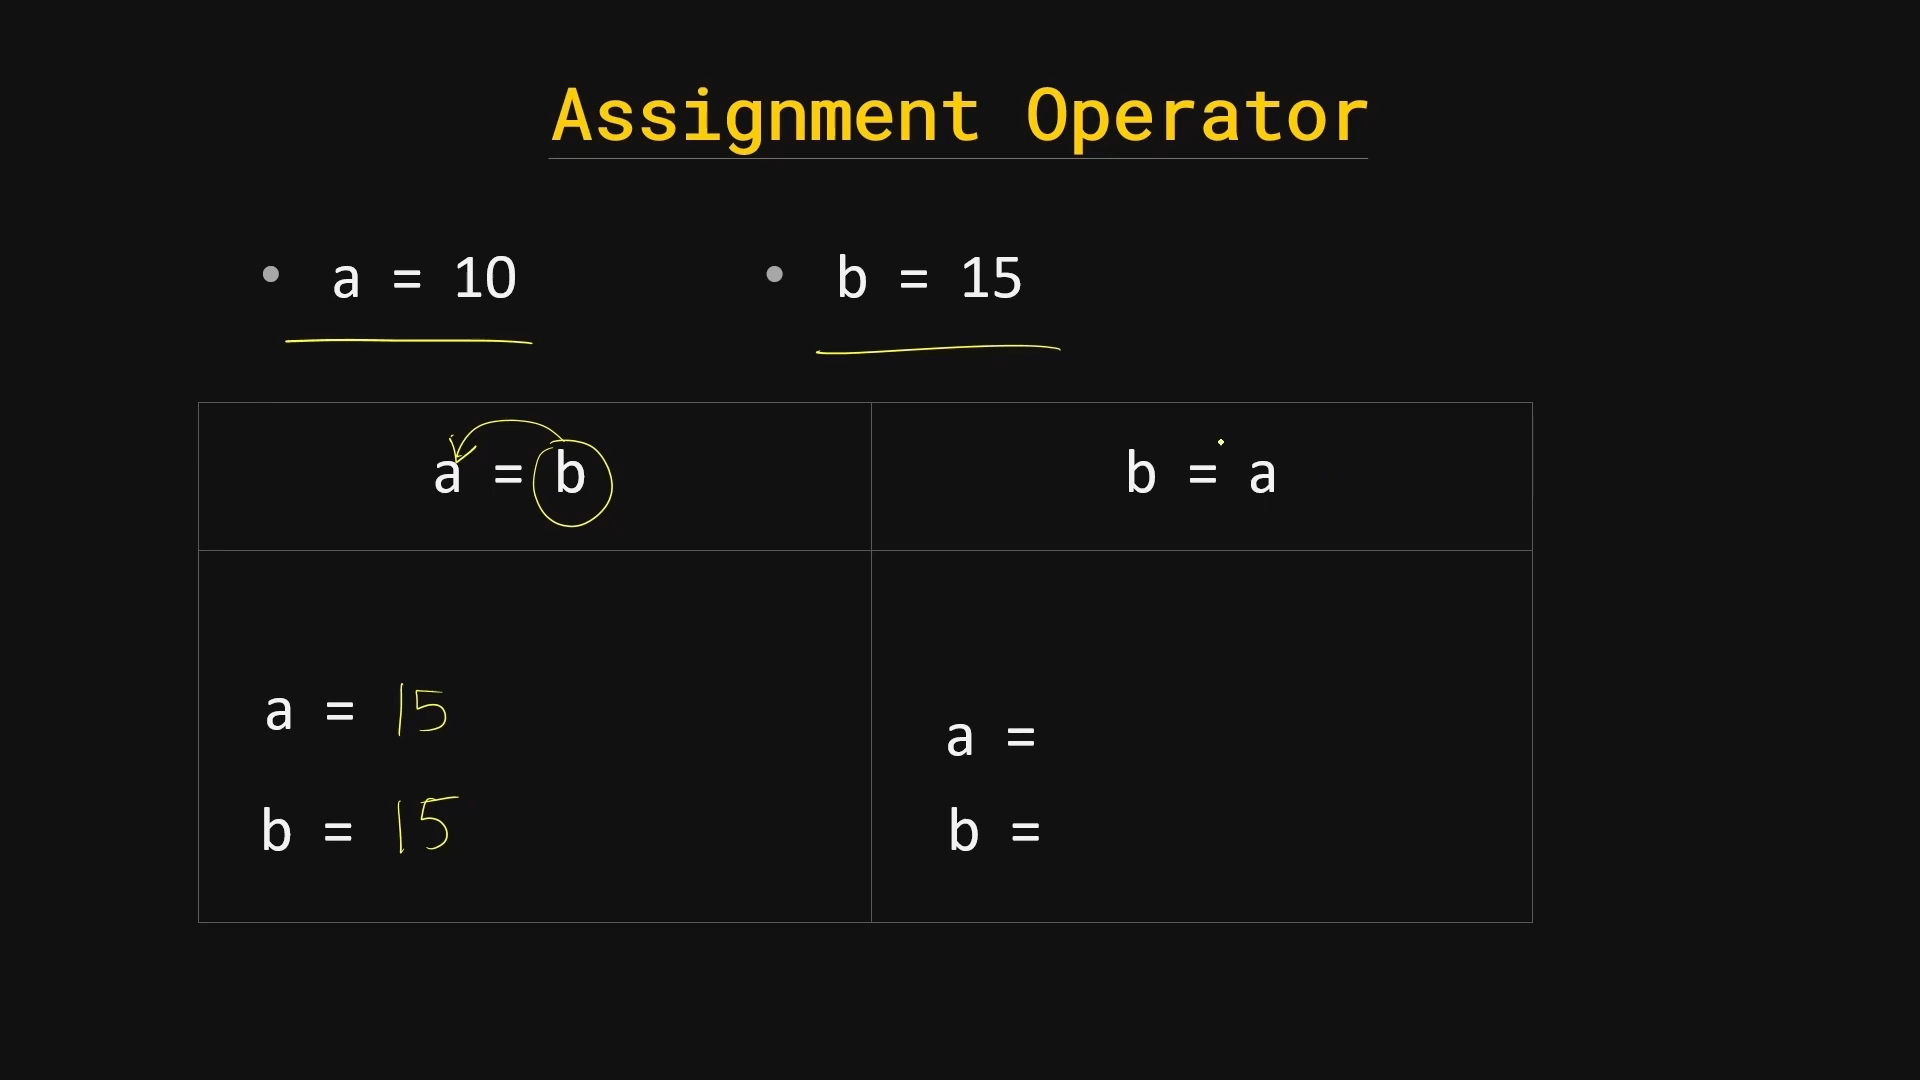 Assignment Operator
• a = 10
• b = 15
a = b
b = a
a = 15
b = 15
a =
b =